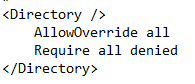 <Directory />
    AllowOverride all
    Require all denied
</Directory>